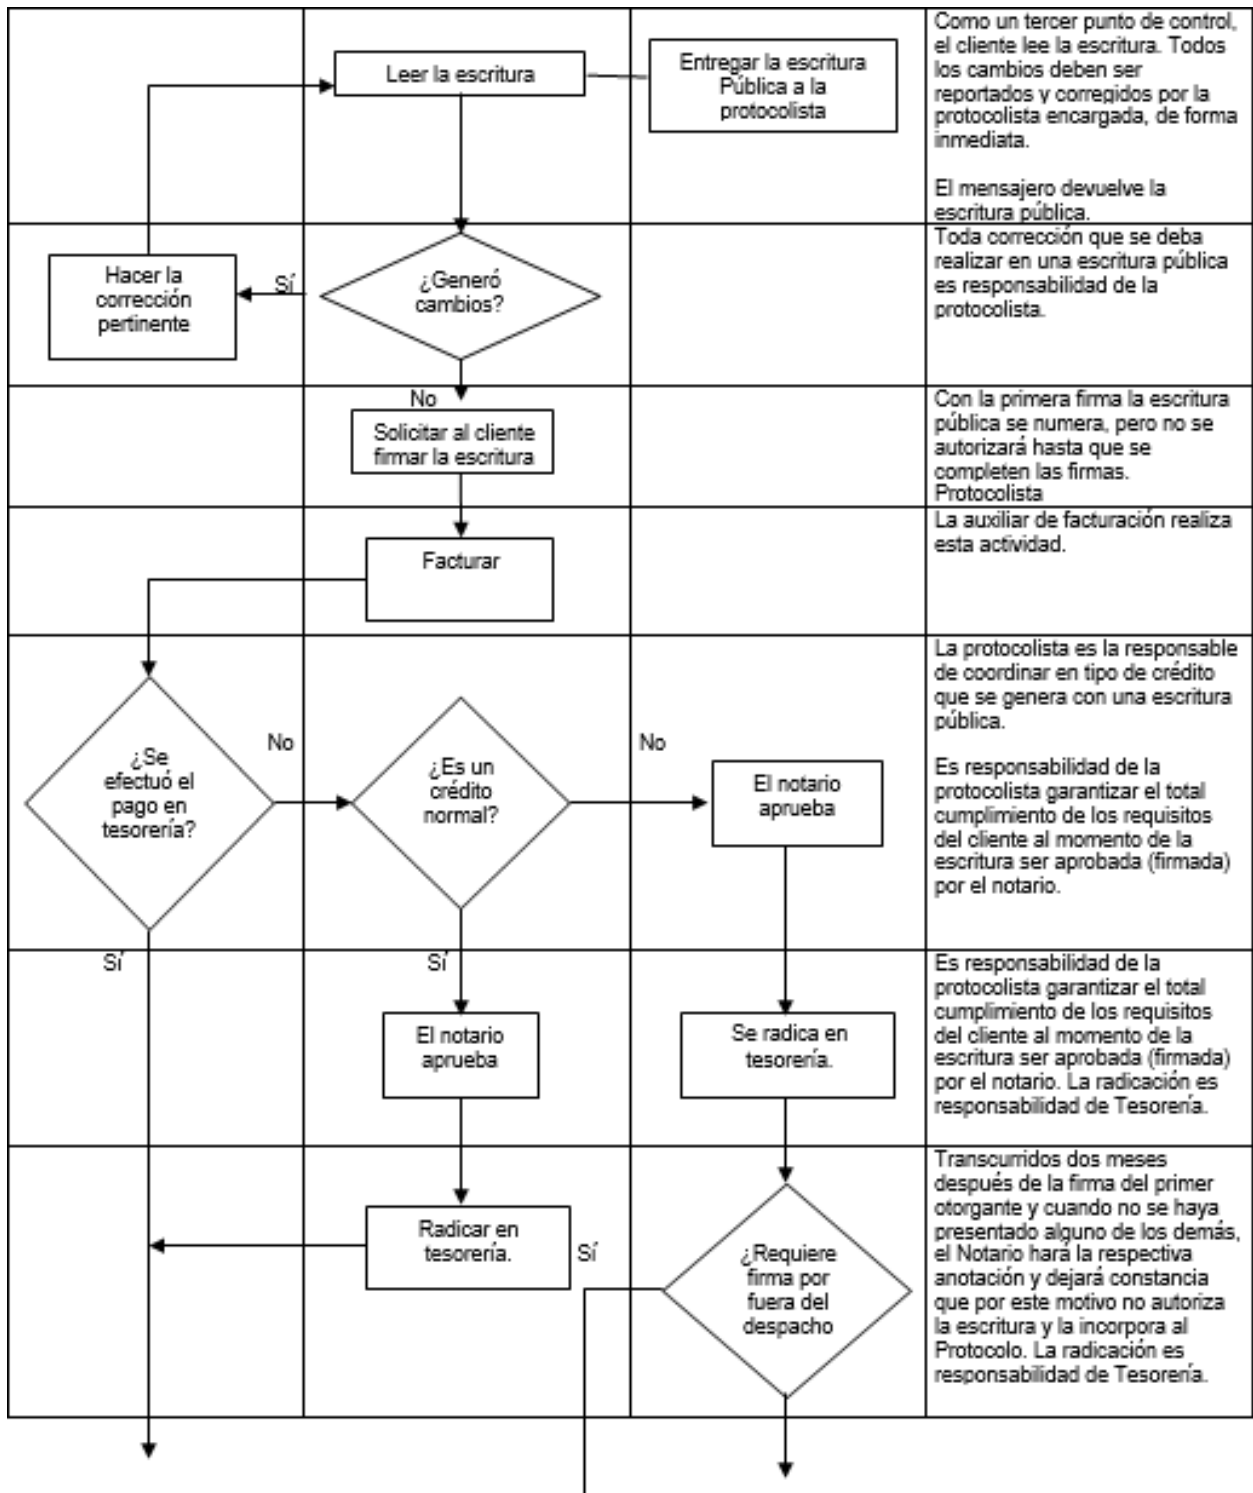 Leer la escritura
Entregar la escritura
Pública a la
protocolista
Como un tercer punto de control,
el cliente lee la escritura. Todos
los cambios deben ser
reportados y corregidos por la
protocolista encargada, de forma
inmediata.
El mensajero devuelve la
escritura pública.
Hacer la
corrección
pertinente
Sí
¿Generó
cambios?
Toda corrección que se deba
realizar en una escritura pública
es responsabilidad de la
protocolista.
No
Solicitar al cliente
firmar la escritura
Con la primera firma la escritura
pública se numera, pero no se
autorizará hasta que se
completen las firmas.
Protocolista
Facturar
La auxiliar de facturación realiza
esta actividad.
¿Se
efectuó el
pago en
tesorería?
No
¿Es un
crédito
normal?
No
El notario
aprueba
La protocolista es la responsable
de coordinar en tipo de crédito
que se genera con una escritura
pública.
Es responsabilidad de la
protocolista garantizar el total
cumplimiento de los requisitos
del cliente al momento de la
escritura ser aprobada (firmada)
por el notario.
Sí
Sí
El notario
aprueba
Se radica en
tesorería.
Es responsabilidad de la
protocolista garantizar el total
cumplimiento de los requisitos
del cliente al momento de la
escritura ser aprobada (firmada)
por el notario. La radicación es
responsabilidad de Tesorería.
Radicar en
tesorería.
Sí
¿Requiere
firma por
fuera del
despacho
Transcurridos dos meses
después de la firma del primer
otorgante y cuando no se haya
presentado alguno de los demás,
el Notario hará la respectiva
anotación y dejará constancia
que por este motivo no autoriza
la escritura y la incorpora al
Protocolo. La radicación es
responsabilidad de Tesorería.